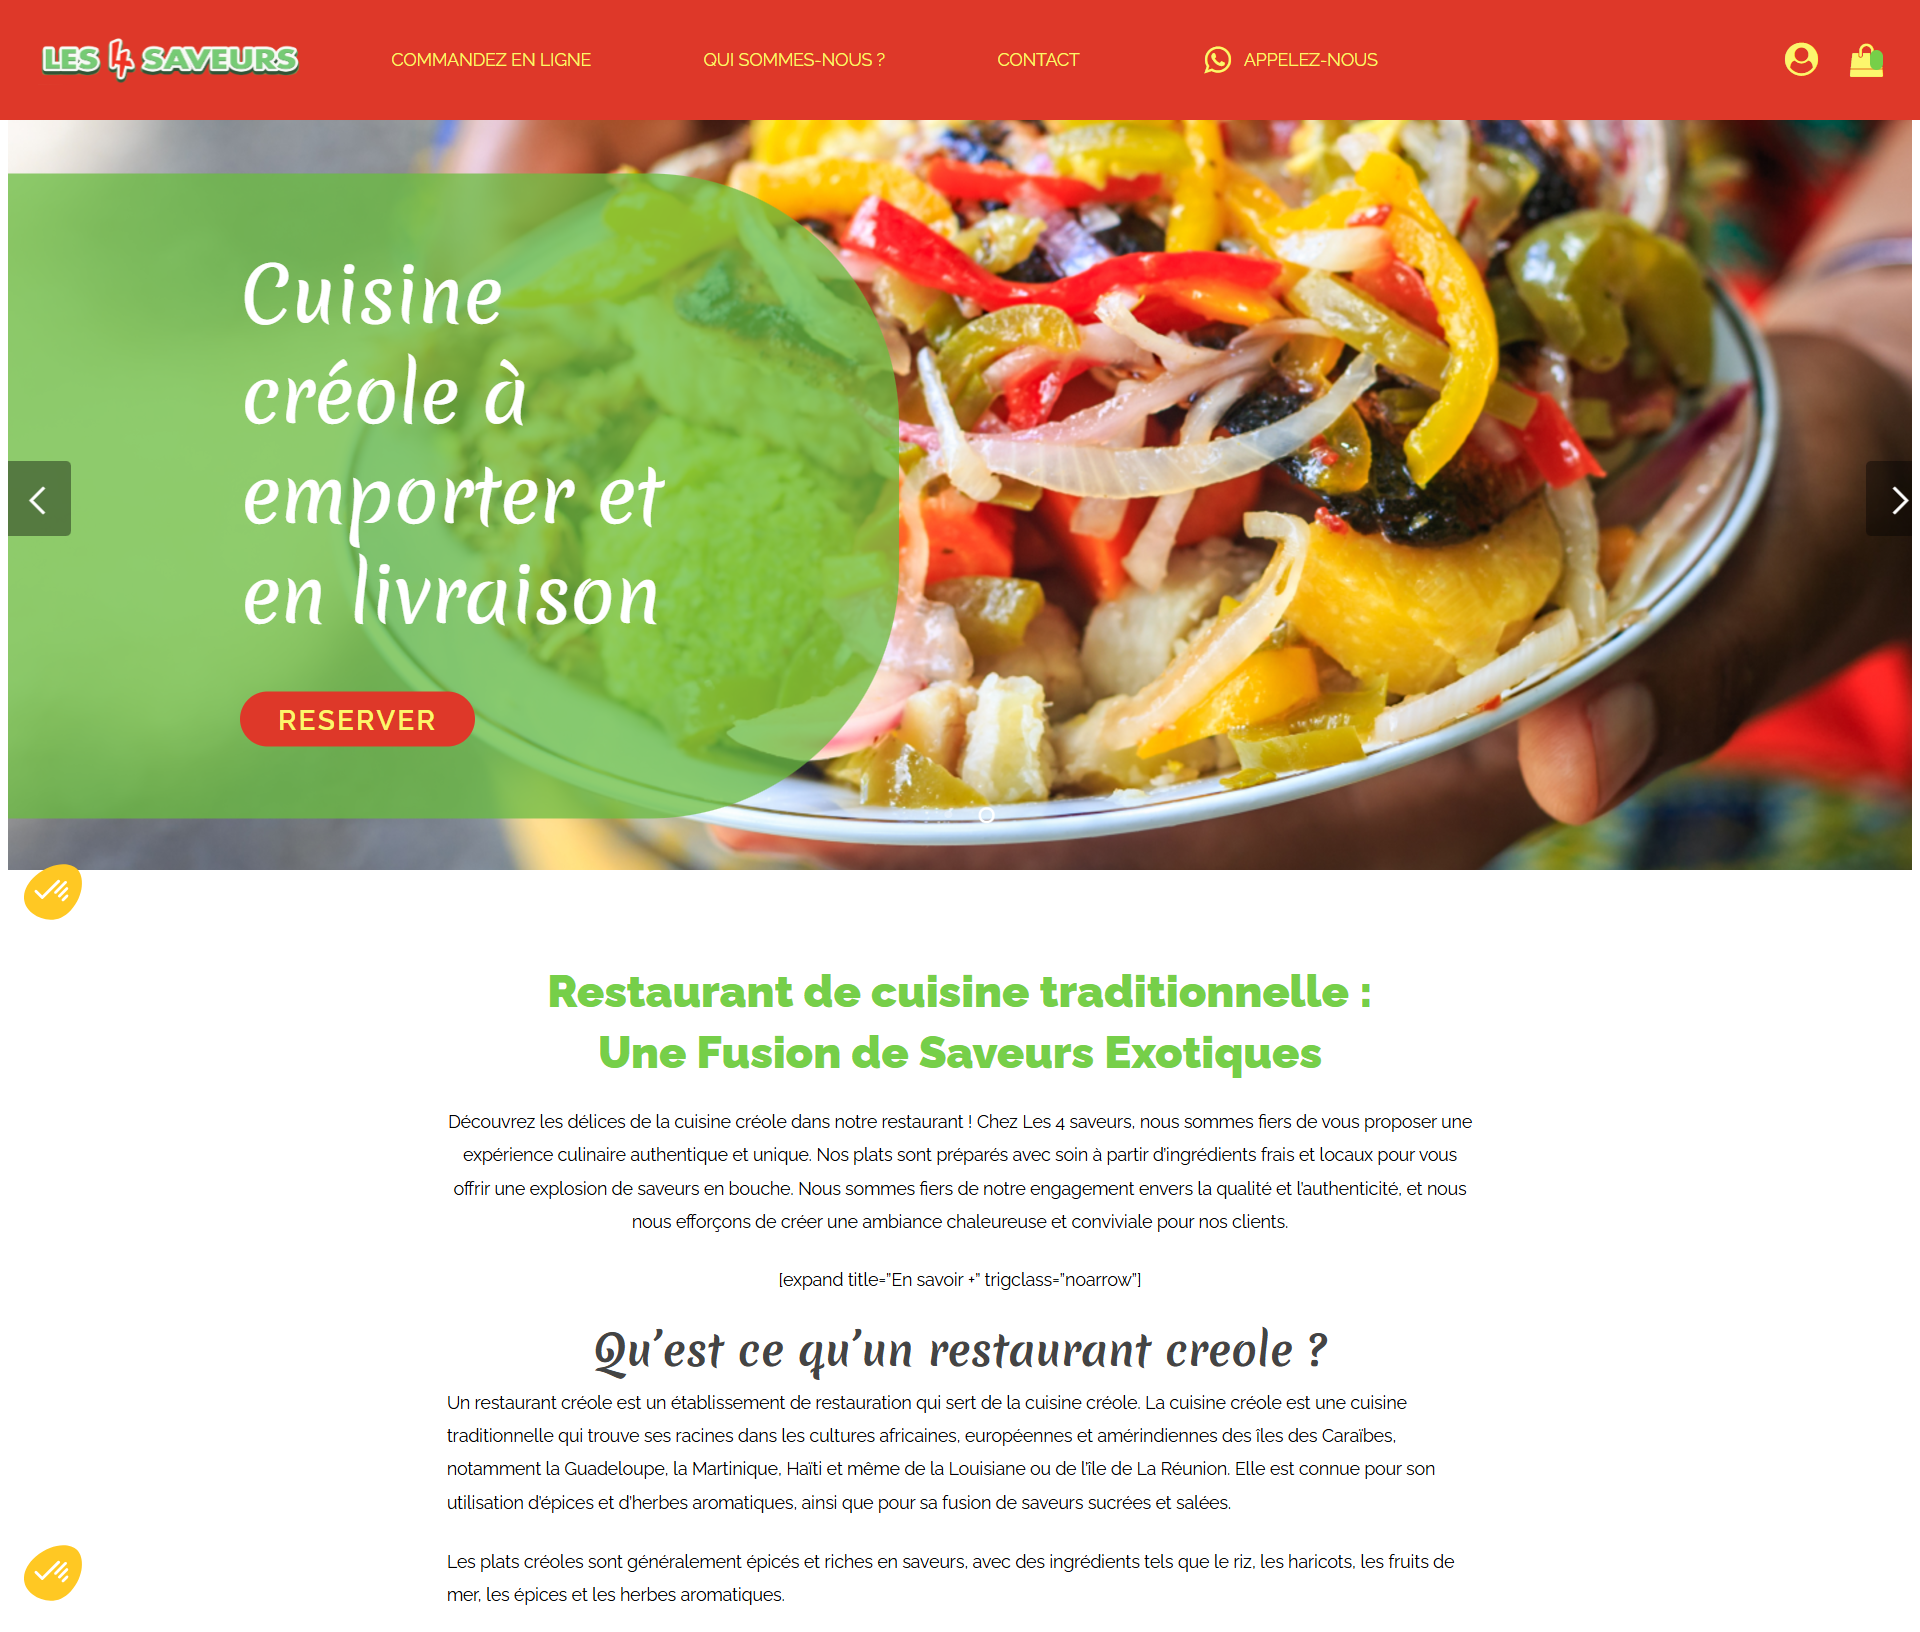 LES 4 SAVEURS
COMMANDEZ EN LIGNE
QUI SOMMES-NOUS ?
CONTACT
APPELEZ-NOUS
Cuisine
créole à
emporter et
en livraison
RESERVER
Restaurant de cuisine traditionnelle :
Une Fusion de Saveurs Exotiques
Découvrez les délices de la cuisine créole dans notre restaurant ! Chez Les 4 saveurs, nous sommes fiers de vous proposer une
expérience culinaire authentique et unique. Nos plats sont préparés avec soin à partir d'ingrédients frais et locaux pour vous
offrir une explosion de saveurs en bouche. Nous sommes fiers de notre engagement envers la qualité et l'authenticité, et nous
nous efforçons de créer une ambiance chaleureuse et conviviale pour nos clients.
[expand title=”En savoir +” trigclass=”noarrow”]
Qu’est ce qu’un restaurant creole ?
Un restaurant créole est un établissement de restauration qui sert de la cuisine créole. La cuisine créole est une cuisine
traditionnelle qui trouve ses racines dans les cultures africaines, européennes et amérindiennes des îles des Caraïbes,
notamment la Guadeloupe, la Martinique, Haïti et même de la Louisiane ou de l'île de La Réunion. Elle est connue pour son
utilisation d'épices et d'herbes aromatiques, ainsi que pour sa fusion de saveurs sucrées et salées.
Les plats créoles sont généralement épicés et riches en saveurs, avec des ingrédients tels que le riz, les haricots, les fruits de
mer, les épices et les herbes aromatiques.